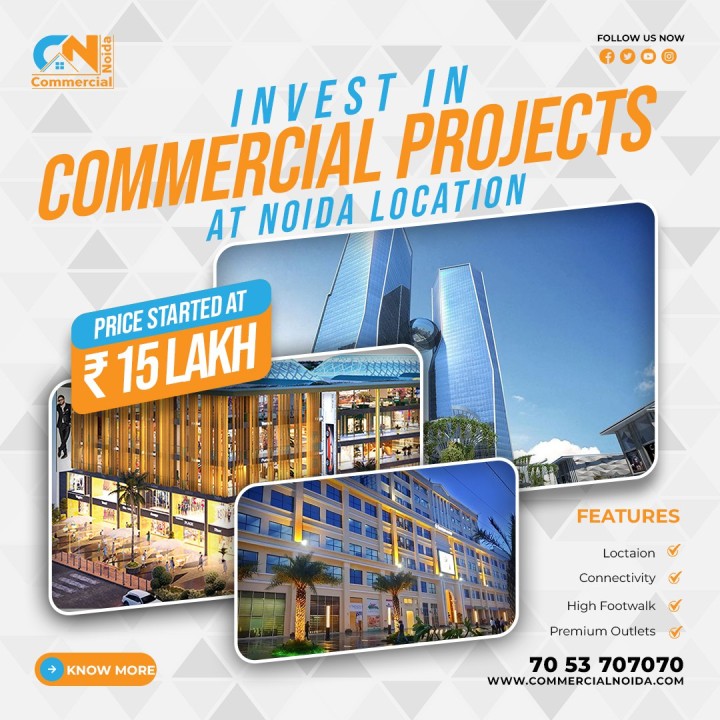 CN
Commercial
Noida
FOLLOW US NOW
INVEST IN
COMMERCIAL PROJECTS
AT NOIDA LOCATION
PRICE STARTED AT
₹ 15 LAKH
FEATURES
Loctaion
Connectivity
High Footwalk
Premium Outlets
KNOW MORE
70 53 707070
WWW.COMMERCIALNOIDA.COM